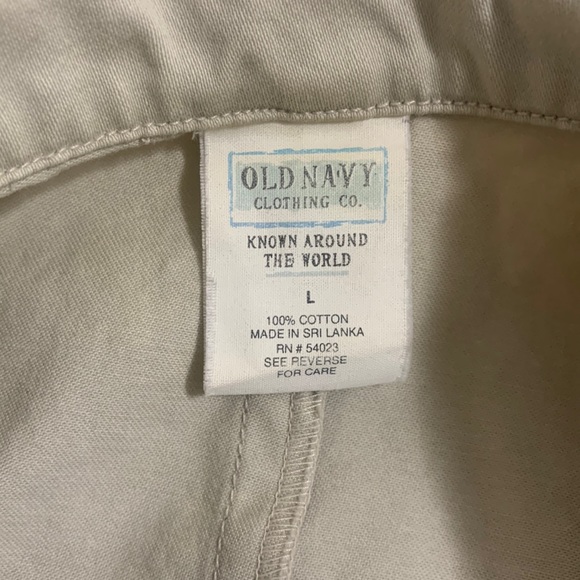 OLD NAVY
CLOTHING CO.
KNOWN AROUND
THE WORLD
L
100% COTTON
MADE IN SRI LANKA
RN # 54023
SEE REVERSE
FOR CARE